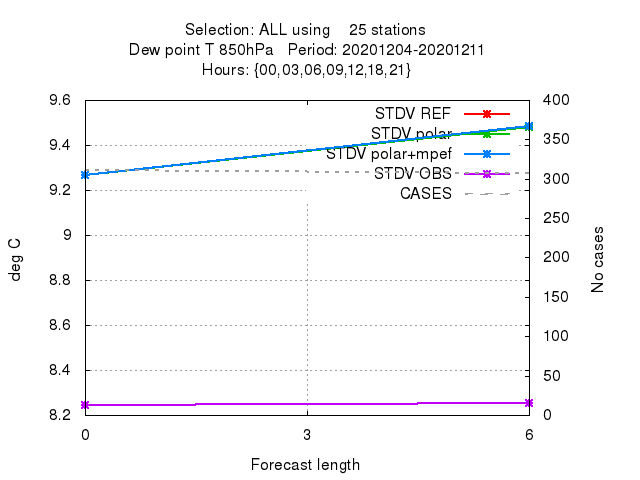 Selection: ALL using    25 stations
Dew point T 850hPa   Period: 20201204-20201211
Hours: {00,03,06,09,12,18,21}
9.6
9.4
9.2
9
8.8
8.6
8.4
8.2
deg C
STDV REF
STDV polar
STDV polar+mpef
STDV OBS
CASES
400
350
300
250
200
150
100
50
0
No cases
0 3 6
Forecast length